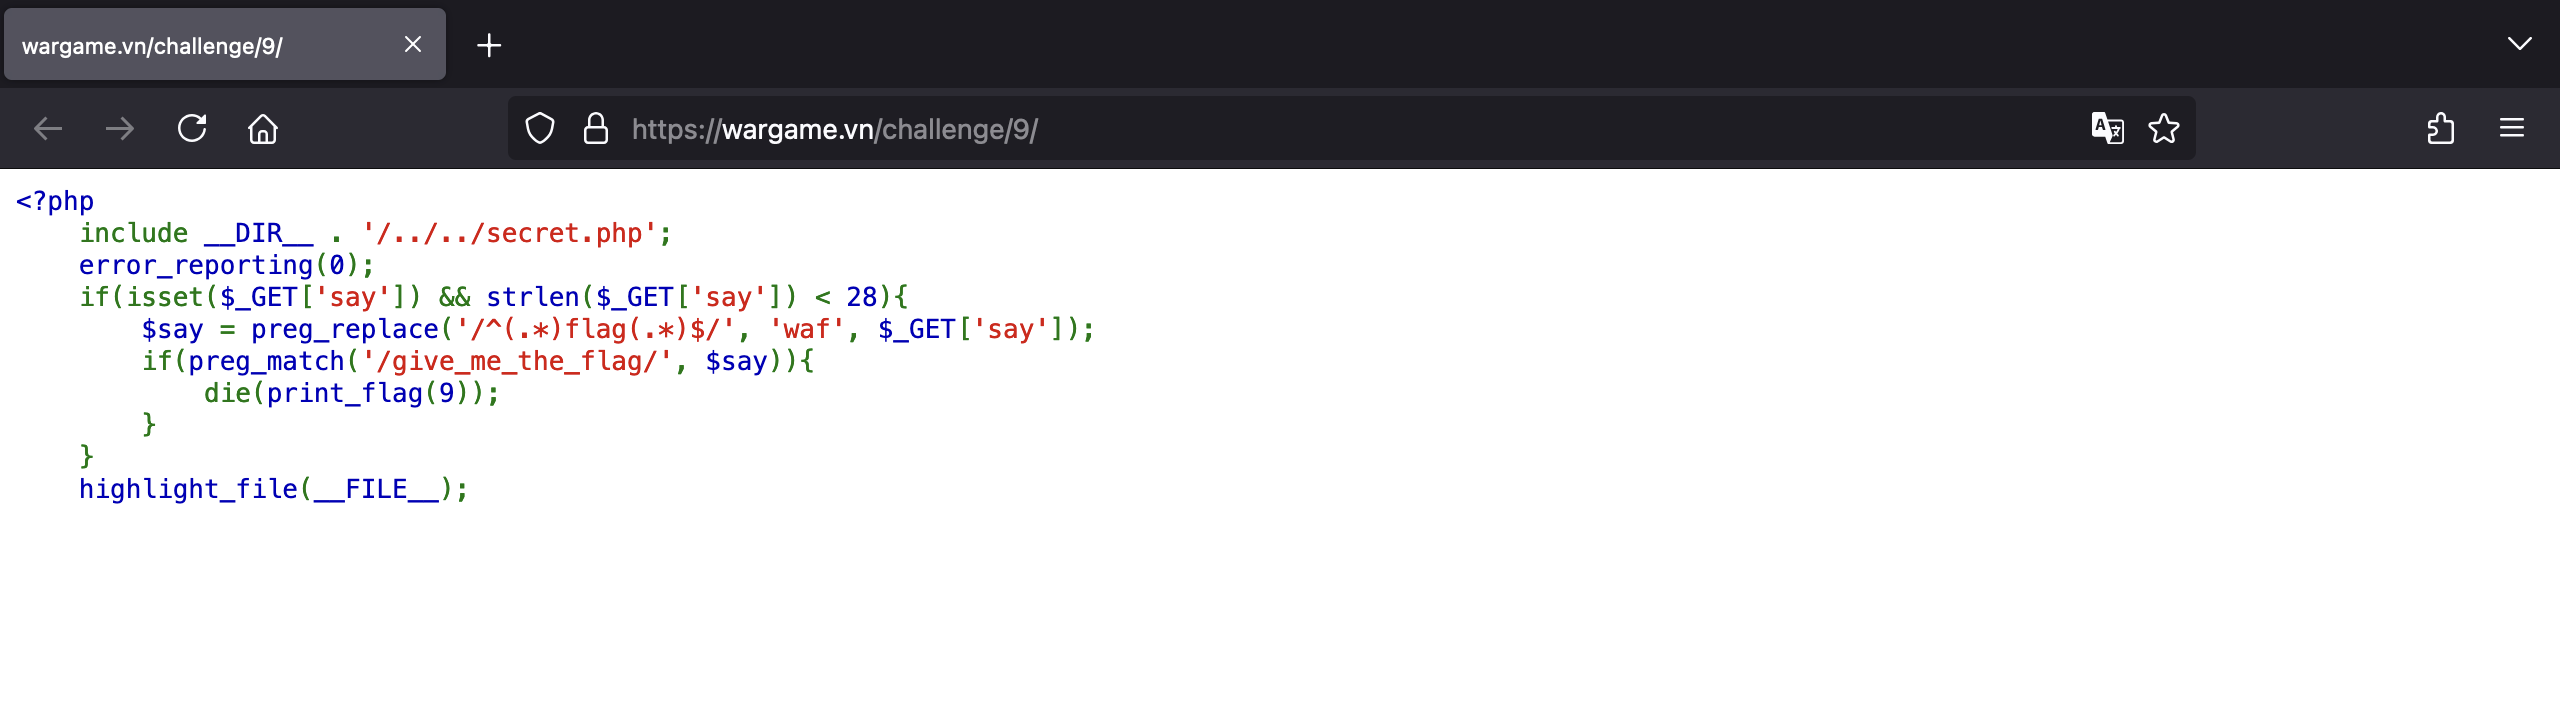 wargame.vn/challenge/9/
https://wargame.vn/challenge/9/
<?php
    include __DIR__ . '/../../secret.php';
    error_reporting(0);
    if(isset($_GET['say']) && strlen($_GET['say']) < 28){
        $say = preg_replace('/^(.*)flag(.*)$/', 'waf', $_GET['say']);
        if(preg_match('/give_me_the_flag/', $say)){
            die(print_flag(9));
        }
    }
    highlight_file(__FILE__);